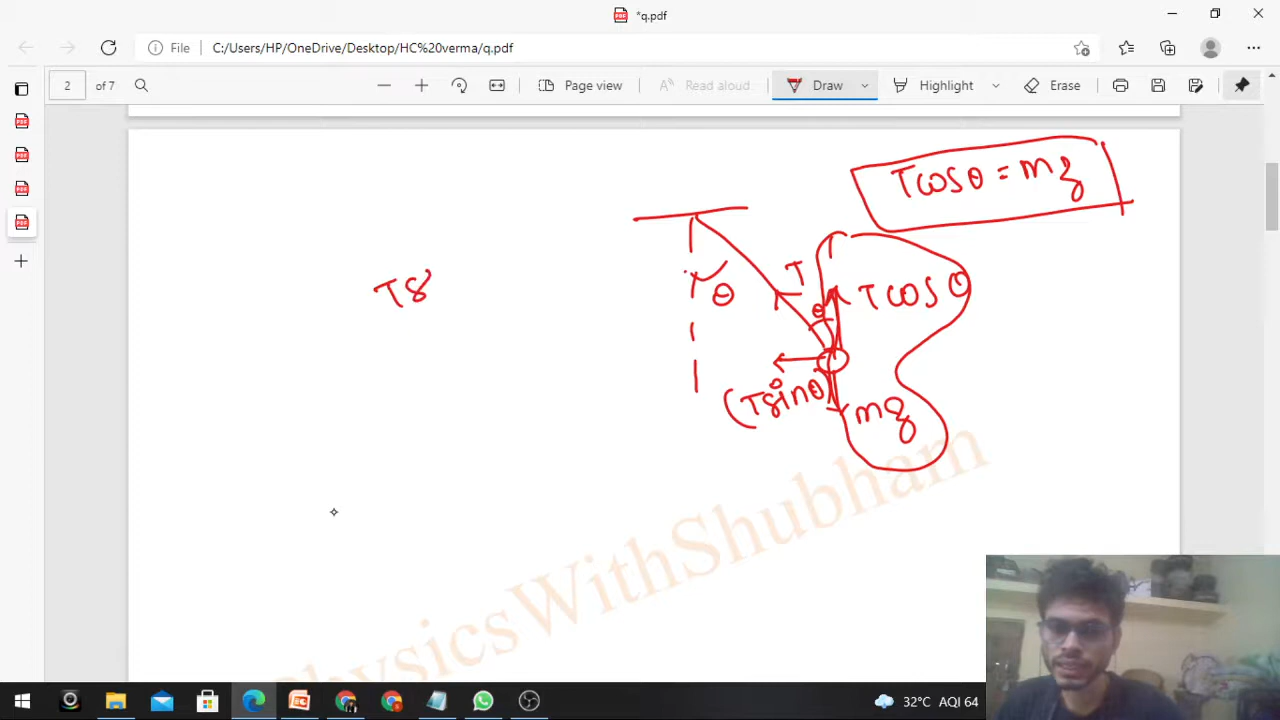 *q.pdf
File C:/Users/HP/OneDrive/Desktop/HC%20verma/q.pdf
2 of 7 Page view Read aloud Draw Highlight Erase
Tcosθ = mg
T
θ
θ
Tcosθ
Ts
(Tsinθ)
mg
PhysicsWithShubham
32°C AQI 64